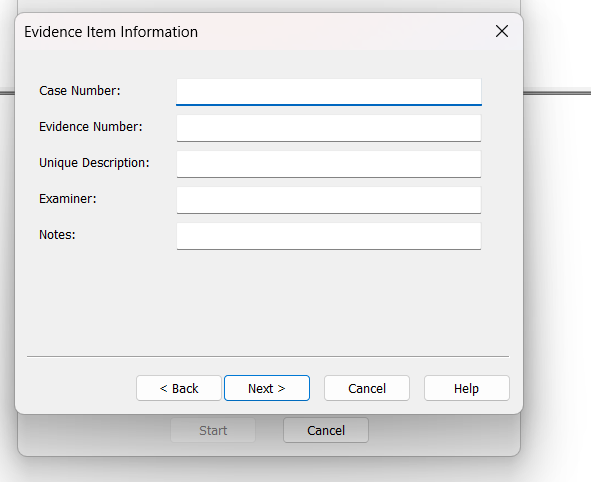 Evidence Item Information
Case Number:
Evidence Number:
Unique Description:
Examiner:
Notes:
< Back Next > Cancel Help
Start Cancel